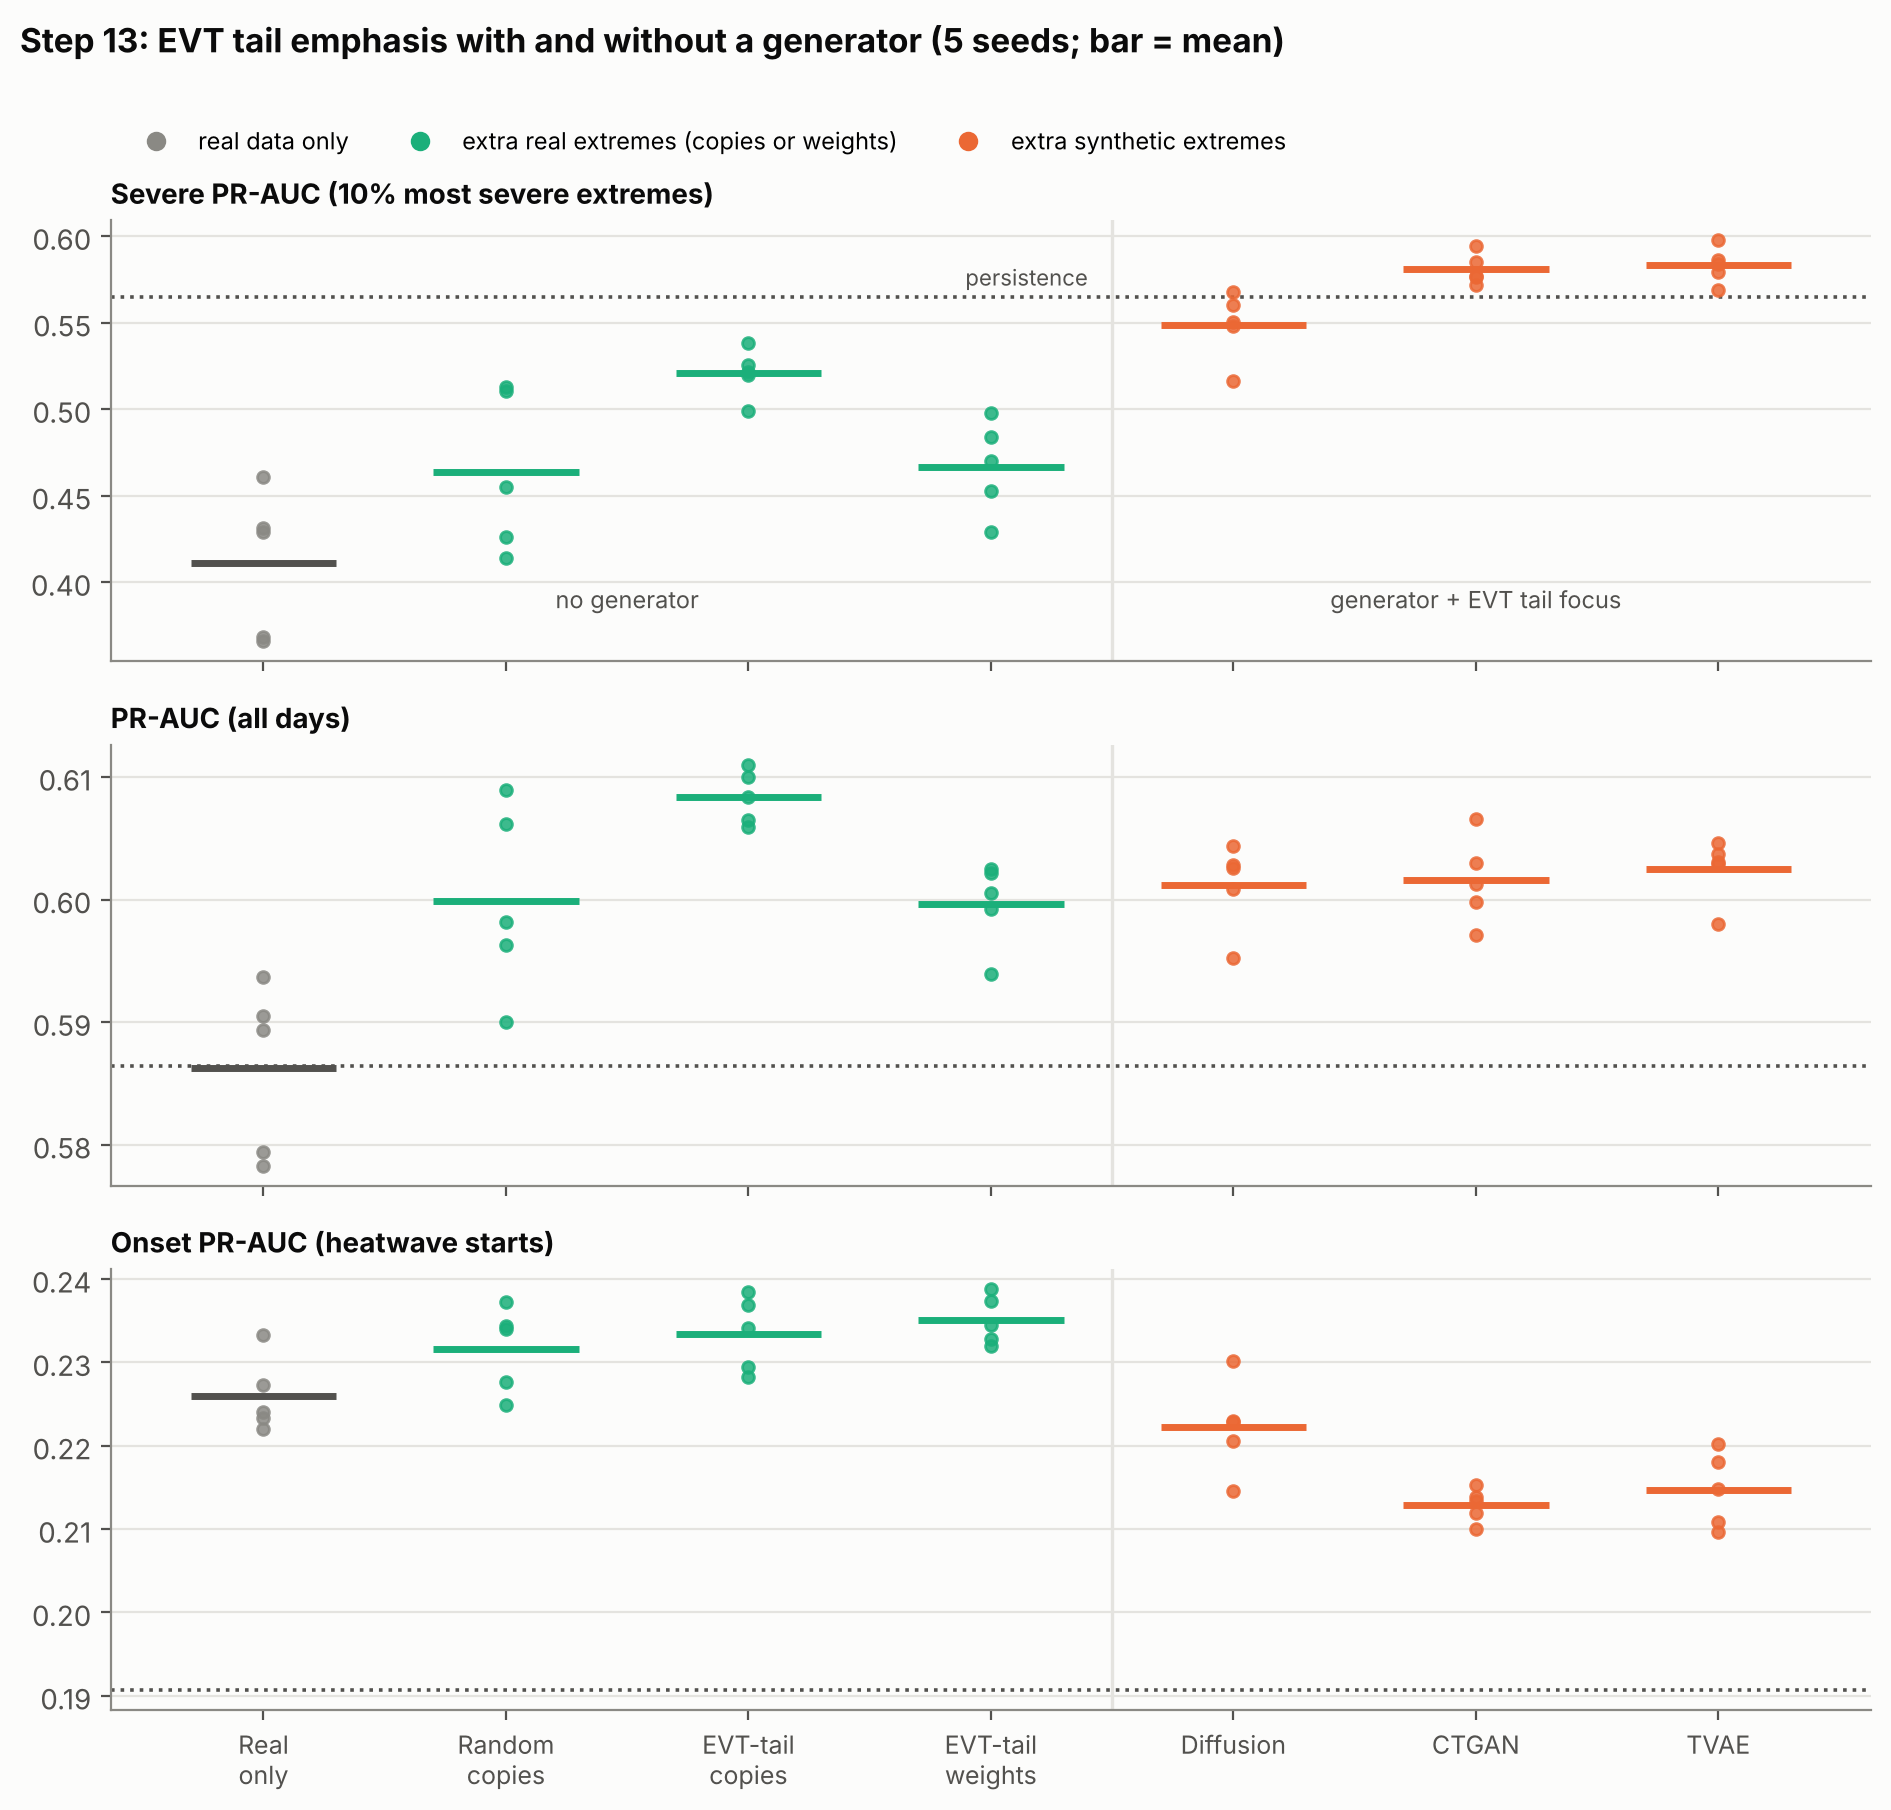 Step 13: EVT tail emphasis with and without a generator (5 seeds; bar = mean)
real data only
extra real extremes (copies or weights)
extra synthetic extremes
Severe PR-AUC (10% most severe extremes)
0.60
0.55
0.50
0.45
0.40
persistence
no generator
generator + EVT tail focus
PR-AUC (all days)
0.61
0.60
0.59
0.58
Onset PR-AUC (heatwave starts)
0.24
0.23
0.22
0.21
0.20
0.19
Real
only
Random
copies
EVT-tail
copies
EVT-tail
weights
Diffusion
CTGAN
TVAE